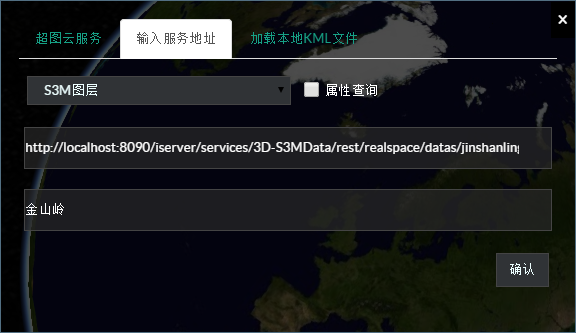 超图云服务 输入服务地址 加载本地KML文件
S3M图层 属性查询
http://localhost:8090/iserver/services/3D-S3MData/rest/realspace/datas/jinshanling
金山岭
确认